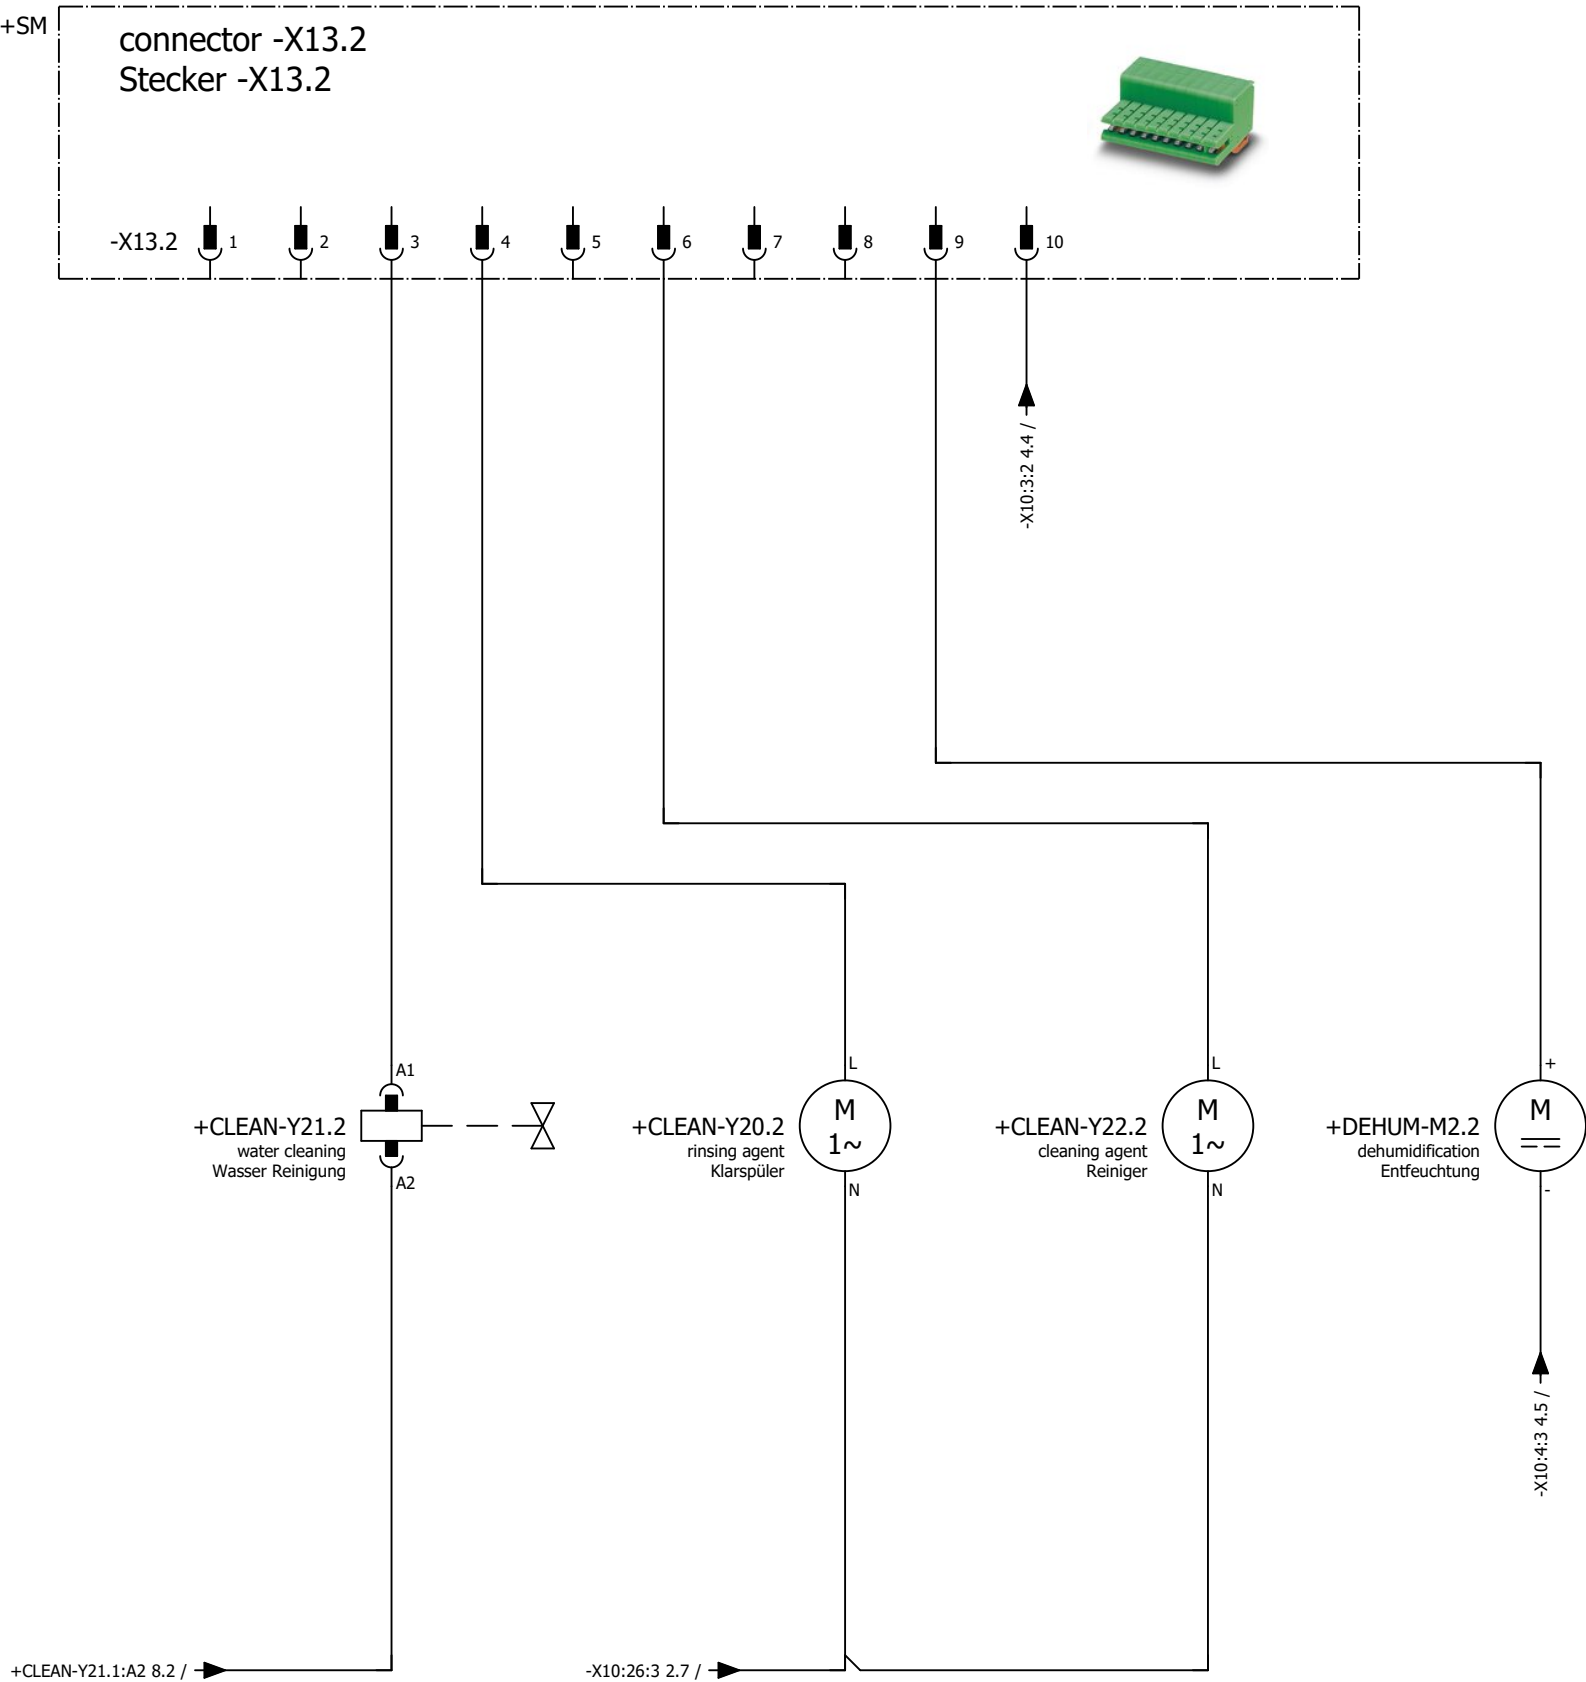 +SM
connector -X13.2
Stecker -X13.2
-X13.2 1 2 3 4 5 6 7 8 9 10
-X10:3:2 4.4 /
A1
+CLEAN-Y21.2
water cleaning
Wasser Reinigung
A2
L
+CLEAN-Y20.2
rinsing agent
Klarspüler
M
1~
N
L
+CLEAN-Y22.2
cleaning agent
Reiniger
M
1~
N
+
+DEHUM-M2.2
dehumidification
Entfeuchtung
M
-
-X10:4:3 4.5 /
+CLEAN-Y21.1:A2 8.2 /
-X10:26:3 2.7 /